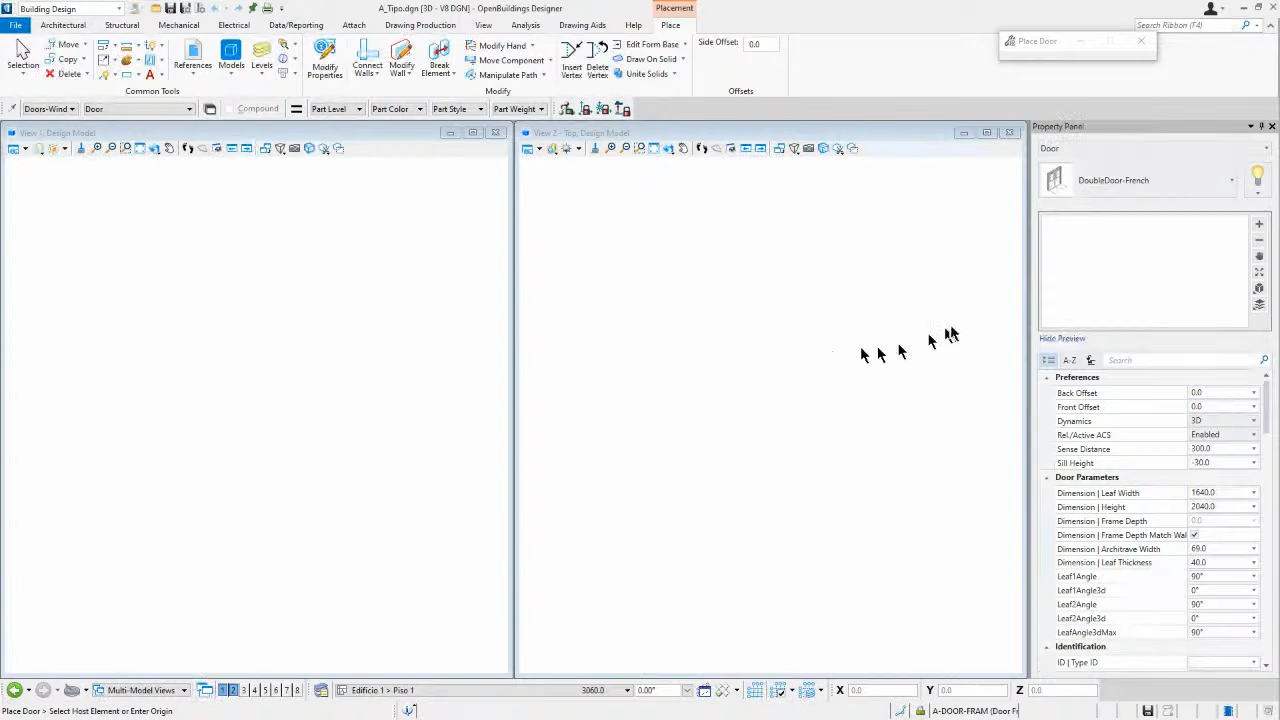 Building Design
A_Tipo.dgn [3D - V8 DGN] - OpenBuildings Designer
Placement
File Architectural Structural Mechanical Electrical Data/Reporting Attach Drawing Production View Analysis Drawing Aids Help Place
Search Ribbon (F4)
Place Door
Selection
Move
Copy
Delete
References
Models
Levels
Common Tools
Modify Properties
Connect Walls
Modify Wall
Break Element
Modify Hand
Move Component
Manipulate Path
Insert Vertex
Delete Vertex
Edit Form Base
Draw On Solid
Unite Solids
Modify
Side Offset: 0.0
Offsets
Doors-Wind Door Compound Part Level Part Color Part Style Part Weight
View 1, Design Model
View 2 - Top, Design Model
Property Panel
Door
DoubleDoor-French
Hide Preview
A-Z Search
Preferences
Back Offset 0.0
Front Offset 0.0
Dynamics 3D
Rel./Active ACS Enabled
Sense Distance 300.0
Sill Height -30.0
Door Parameters
Dimension | Leaf Width 1640.0
Dimension | Height 2040.0
Dimension | Frame Depth 0.0
Dimension | Frame Depth Match Wal
Dimension | Architrave Width 69.0
Dimension | Leaf Thickness 40.0
Leaf1Angle 90°
Leaf1Angle3d 0°
Leaf2Angle 90°
Leaf2Angle3d 0°
LeafAngle3dMax 90°
Identification
ID | Type ID
Multi-Model Views 1 2 3 4 5 6 7 8 Edificio 1 \ Piso 1 3060.0 0.00° X 0.0 Y 0.0 Z 0.0
Place Door > Select Host Element or Enter Origin
A-DOOR-FRAM (Door Fr